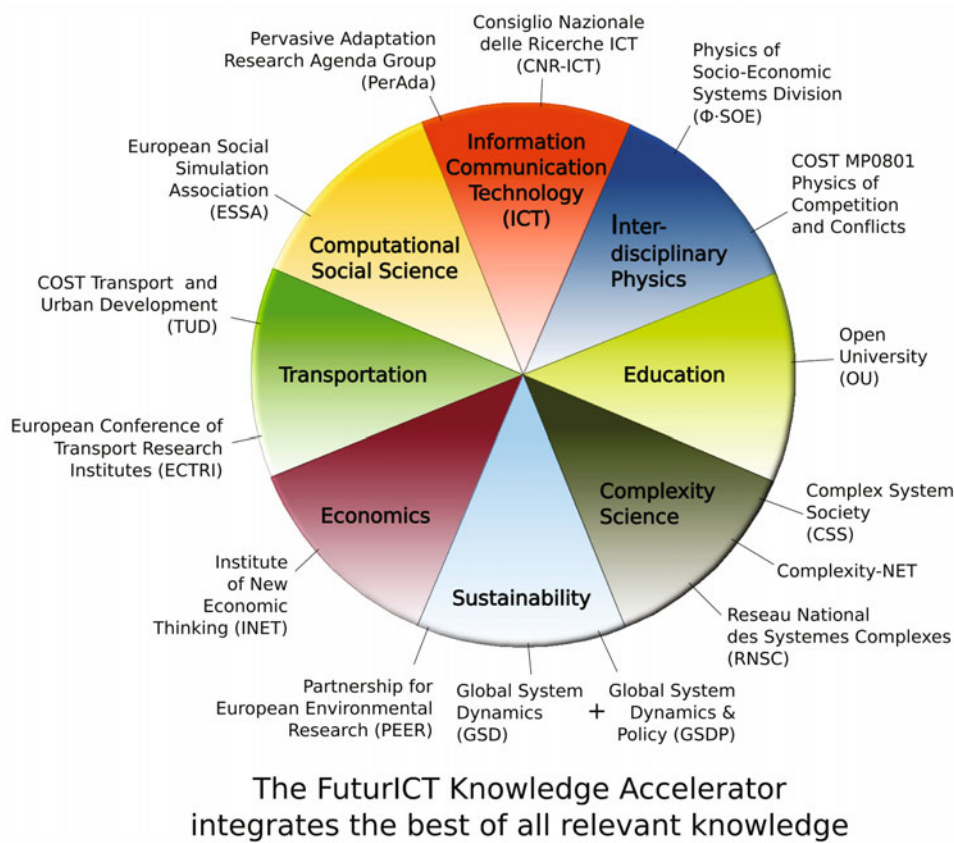 Consiglio Nazionale
delle Ricerche ICT
(CNR-ICT)
Pervasive Adaptation
Research Agenda Group
(PerAda)
Physics of
Socio-Economic
Systems Division
(Φ·SOE)
European Social
Simulation
Association
(ESSA)
Information
Communication
Technology
(ICT)
COST MP0801
Physics of
Competition
and Conflicts
Computational
Social Science
Inter-
disciplinary
Physics
COST Transport and
Urban Development
(TUD)
Transportation
Education
Open
University
(OU)
European Conference of
Transport Research
Institutes (ECTRI)
Economics
Complexity
Science
Complex System
Society
(CSS)
Institute
of New
Economic
Thinking (INET)
Sustainability
Complexity-NET
Reseau National
des Systemes Complexes
(RNSC)
Partnership for
European Environmental
Research (PEER)
Global System
Dynamics
(GSD)
+
Global System
Dynamics &
Policy (GSDP)
The FuturICT Knowledge Accelerator
integrates the best of all relevant knowledge